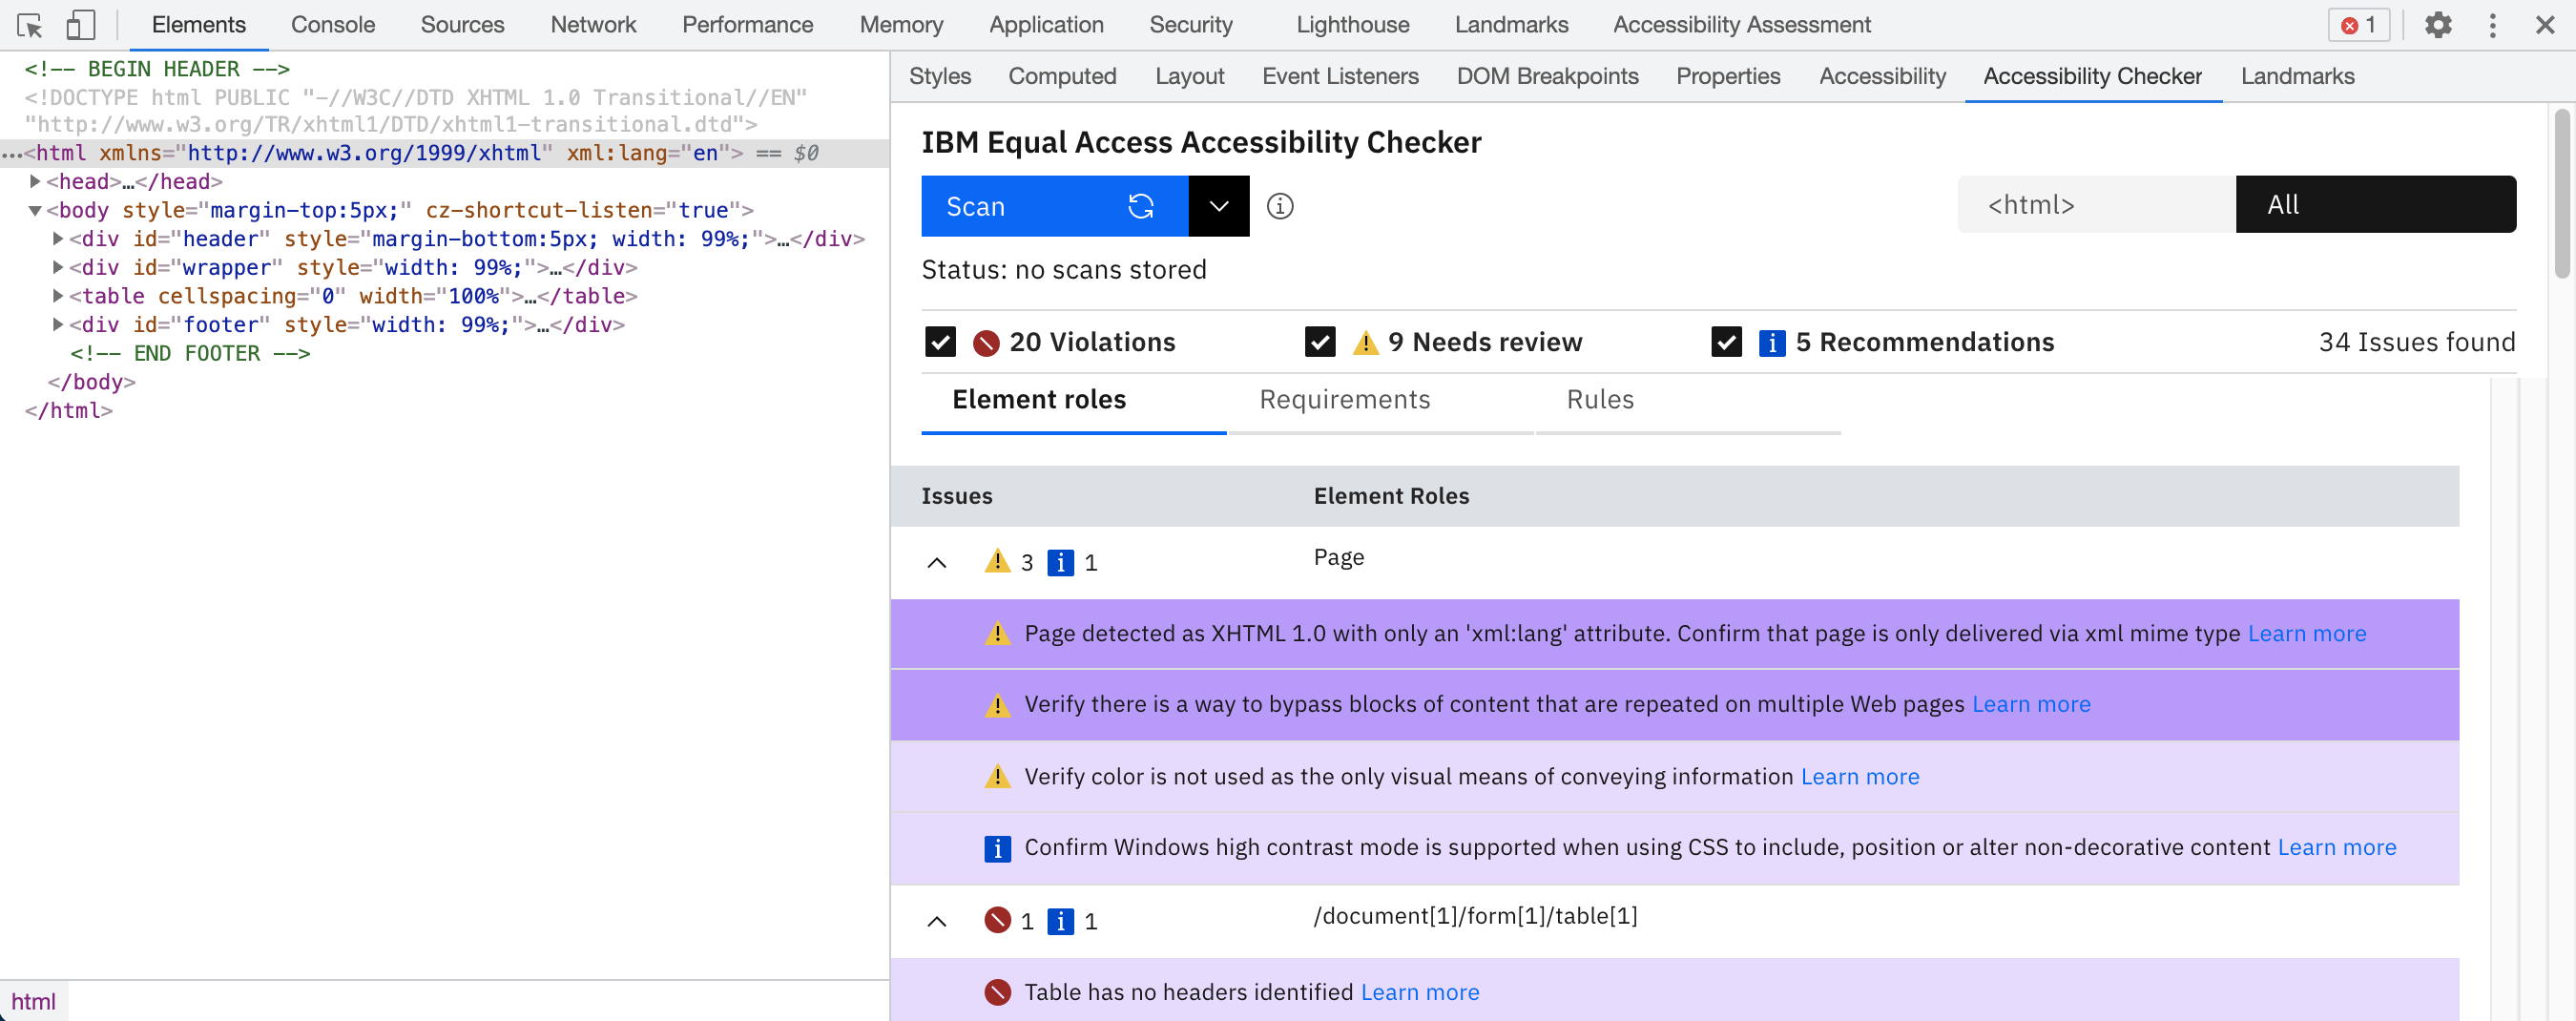 Elements Console Sources Network Performance Memory Application Security Lighthouse Landmarks Accessibility Assessment 1
<!-- BEGIN HEADER -->
<!DOCTYPE html PUBLIC "-//W3C//DTD XHTML 1.0 Transitional//EN"
"http://www.w3.org/TR/xhtml1/DTD/xhtml1-transitional.dtd">
…<html xmlns="http://www.w3.org/1999/xhtml" xml:lang="en"> == $0
<head>…</head>
<body style="margin-top:5px;" cz-shortcut-listen="true">
<div id="header" style="margin-bottom:5px; width: 99%;">…</div>
<div id="wrapper" style="width: 99%;">…</div>
<table cellspacing="0" width="100%">…</table>
<div id="footer" style="width: 99%;">…</div>
<!-- END FOOTER -->
</body>
</html>
html
Styles Computed Layout Event Listeners DOM Breakpoints Properties Accessibility Accessibility Checker Landmarks
IBM Equal Access Accessibility Checker
Scan <html> All
Status: no scans stored
20 Violations 9 Needs review 5 Recommendations 34 Issues found
Element roles Requirements Rules
Issues Element Roles
3 1 Page
Page detected as XHTML 1.0 with only an 'xml:lang' attribute. Confirm that page is only delivered via xml mime type Learn more
Verify there is a way to bypass blocks of content that are repeated on multiple Web pages Learn more
Verify color is not used as the only visual means of conveying information Learn more
Confirm Windows high contrast mode is supported when using CSS to include, position or alter non-decorative content Learn more
1 1 /document[1]/form[1]/table[1]
Table has no headers identified Learn more